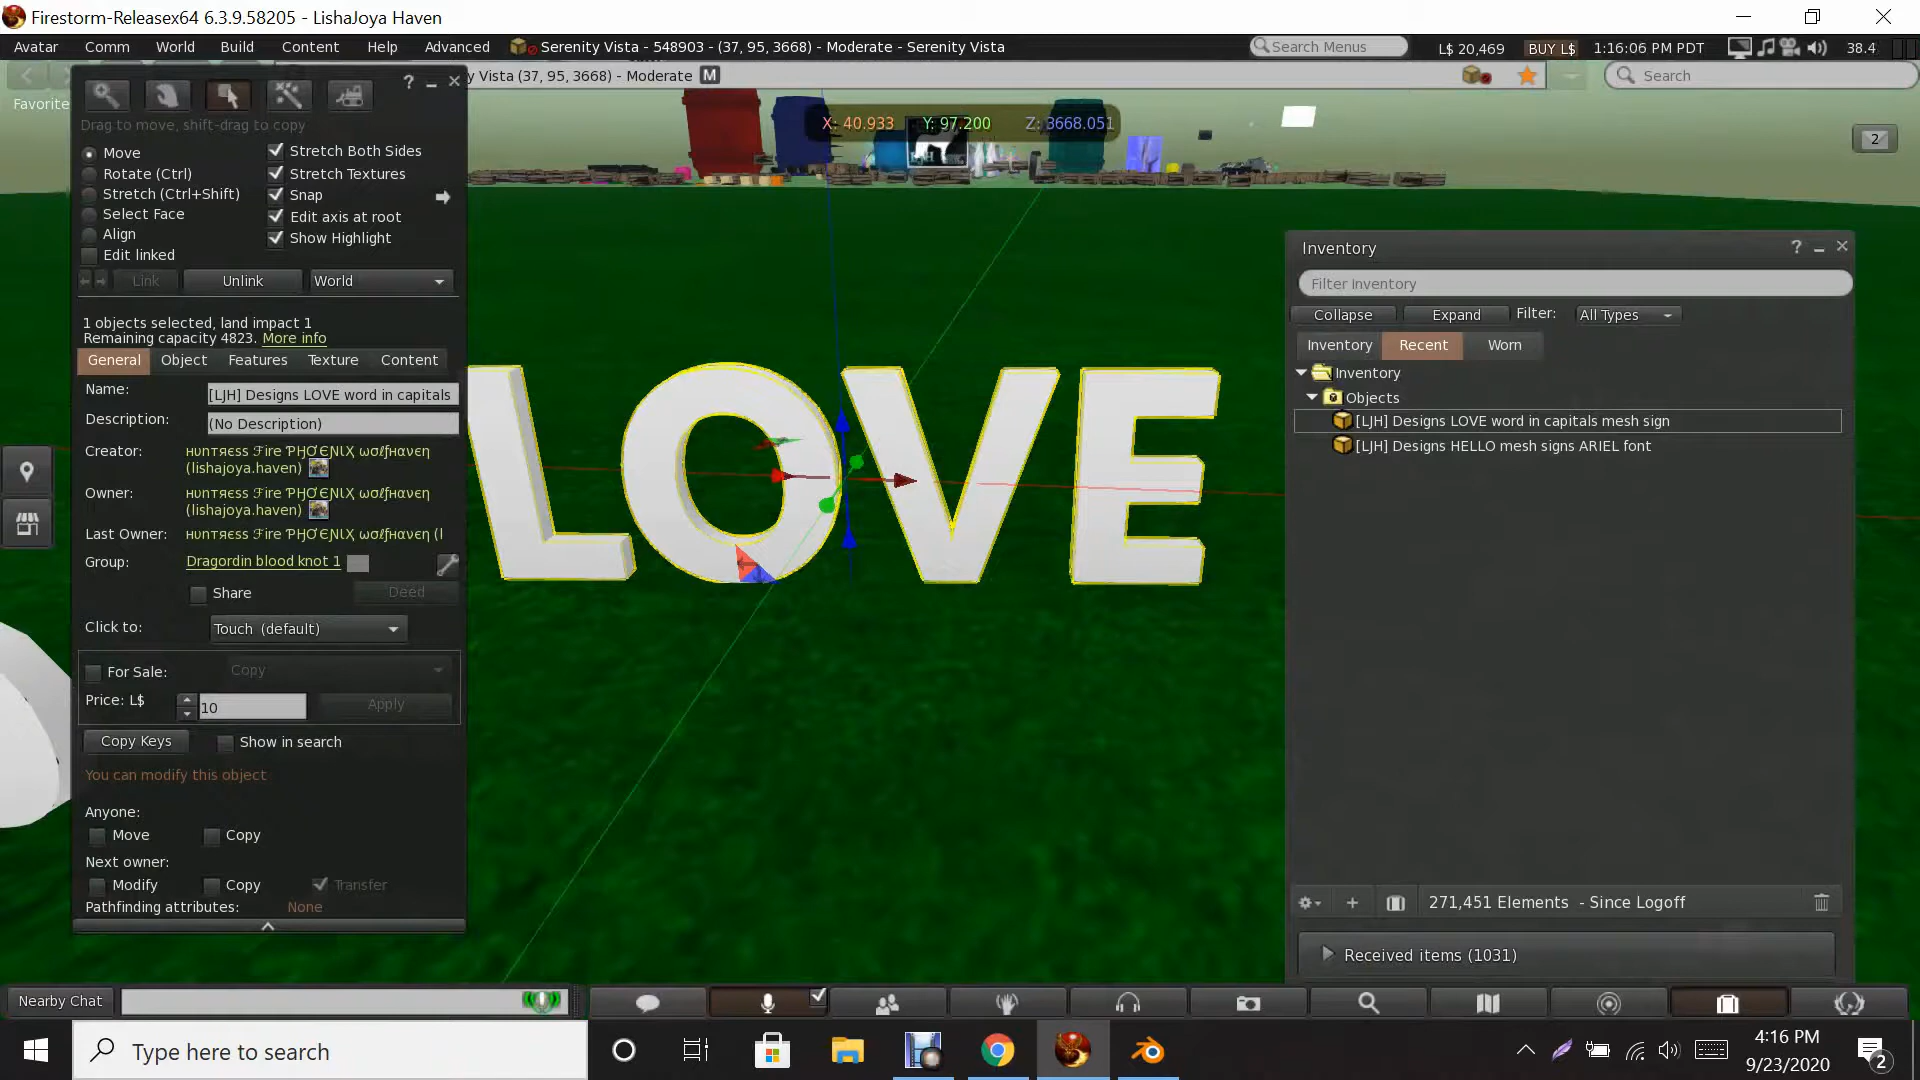 Firestorm-Releasex64 6.3.9.58205 - LishaJoya Haven
Avatar Comm World Build Content Help Advanced Serenity Vista - 548903 - (37, 95, 3668) - Moderate - Serenity Vista Search Menus L$ 20,469 BUY L$ 1:16:06 PM PDT 38.4
y Vista (37, 95, 3668) - Moderate M Search
Favorite
Drag to move, shift-drag to copy
X: 40.933 Y: 97.200 Z: 3668.051
2
Move Stretch Both Sides
Rotate (Ctrl) Stretch Textures
Stretch (Ctrl+Shift) Snap
Select Face Edit axis at root
Align Show Highlight
Edit linked
Link Unlink World
1 objects selected, land impact 1
Remaining capacity 4823. More info
General Object Features Texture Content
Name: [LJH] Designs LOVE word in capitals
Description: (No Description)
Creator:
(lishajoya.haven)
Owner:
(lishajoya.haven)
Last Owner:
Group: Dragordin blood knot 1
Share Deed
Click to: Touch (default)
For Sale: Copy
Price: L$ 10 Apply
Copy Keys Show in search
You can modify this object
Anyone:
Move Copy
Next owner:
Modify Copy Transfer
Pathfinding attributes: None
LOVE
Inventory
Filter Inventory
Collapse Expand Filter: All Types
Inventory Recent Worn
Inventory
Objects
[LJH] Designs LOVE word in capitals mesh sign
[LJH] Designs HELLO mesh signs ARIEL font
271,451 Elements - Since Logoff
Received items (1031)
Nearby Chat
Type here to search
4:16 PM
9/23/2020
2